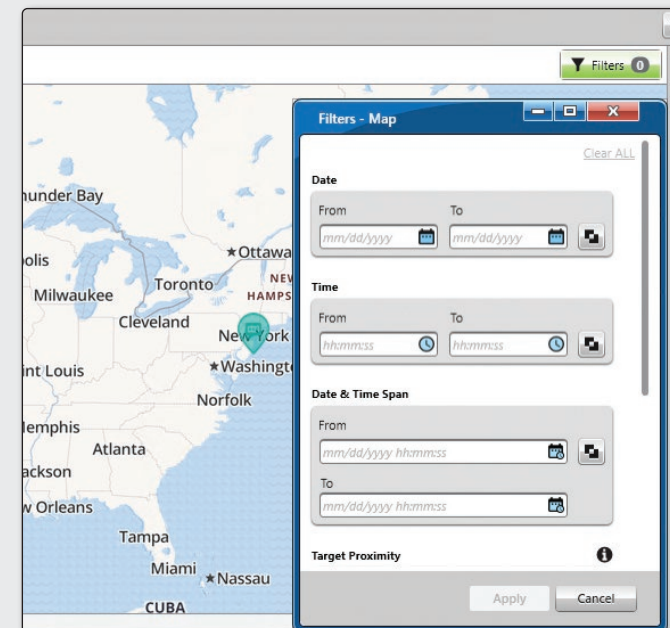 Filters 0
Filters - Map
Clear ALL
Date
From To
mm/dd/yyyy mm/dd/yyyy
Time
From To
hh:mm:ss hh:mm:ss
Date & Time Span
From
mm/dd/yyyy hh:mm:ss
To
mm/dd/yyyy hh:mm:ss
Target Proximity
Apply Cancel
hunder Bay
olis
Ottawa
Milwaukee
Toronto
NEW
HAMPS
Cleveland
New York
int Louis
Washingto
Norfolk
lemphis
Atlanta
ackson
w Orleans
Tampa
Miami
Nassau
CUBA